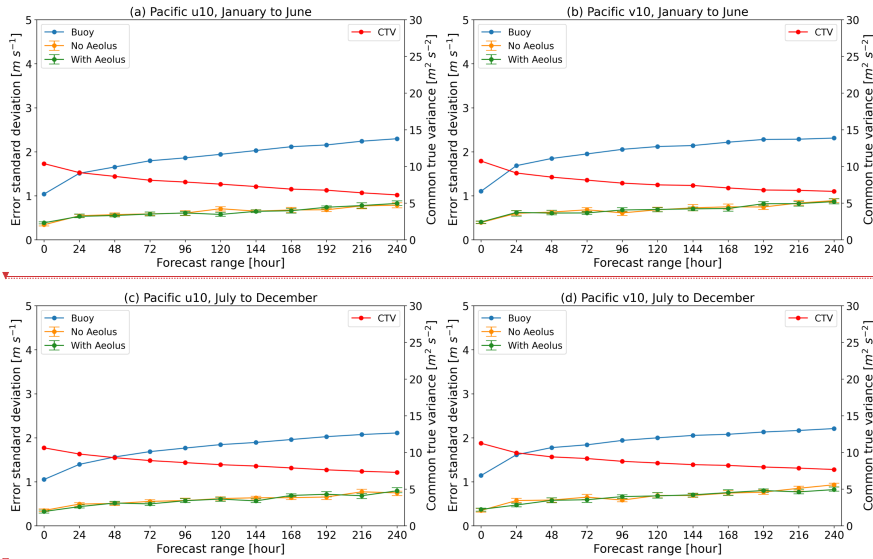 (a) Pacific u10, January to June
Error standard deviation [m s⁻¹]
5
4
3
2
1
0
Buoy
No Aeolus
With Aeolus
CTV
30
25
20
15
10
5
0
Common true variance [m² s⁻²]
0 24 48 72 96 120 144 168 192 216 240
Forecast range [hour]
(b) Pacific v10, January to June
Error standard deviation [m s⁻¹]
5
4
3
2
1
0
Buoy
No Aeolus
With Aeolus
CTV
30
25
20
15
10
5
0
Common true variance [m² s⁻²]
0 24 48 72 96 120 144 168 192 216 240
Forecast range [hour]
(c) Pacific u10, July to December
Error standard deviation [m s⁻¹]
5
4
3
2
1
0
Buoy
No Aeolus
With Aeolus
CTV
30
25
20
15
10
5
0
Common true variance [m² s⁻²]
0 24 48 72 96 120 144 168 192 216 240
Forecast range [hour]
(d) Pacific v10, July to December
Error standard deviation [m s⁻¹]
5
4
3
2
1
0
Buoy
No Aeolus
With Aeolus
CTV
30
25
20
15
10
5
0
Common true variance [m² s⁻²]
0 24 48 72 96 120 144 168 192 216 240
Forecast range [hour]